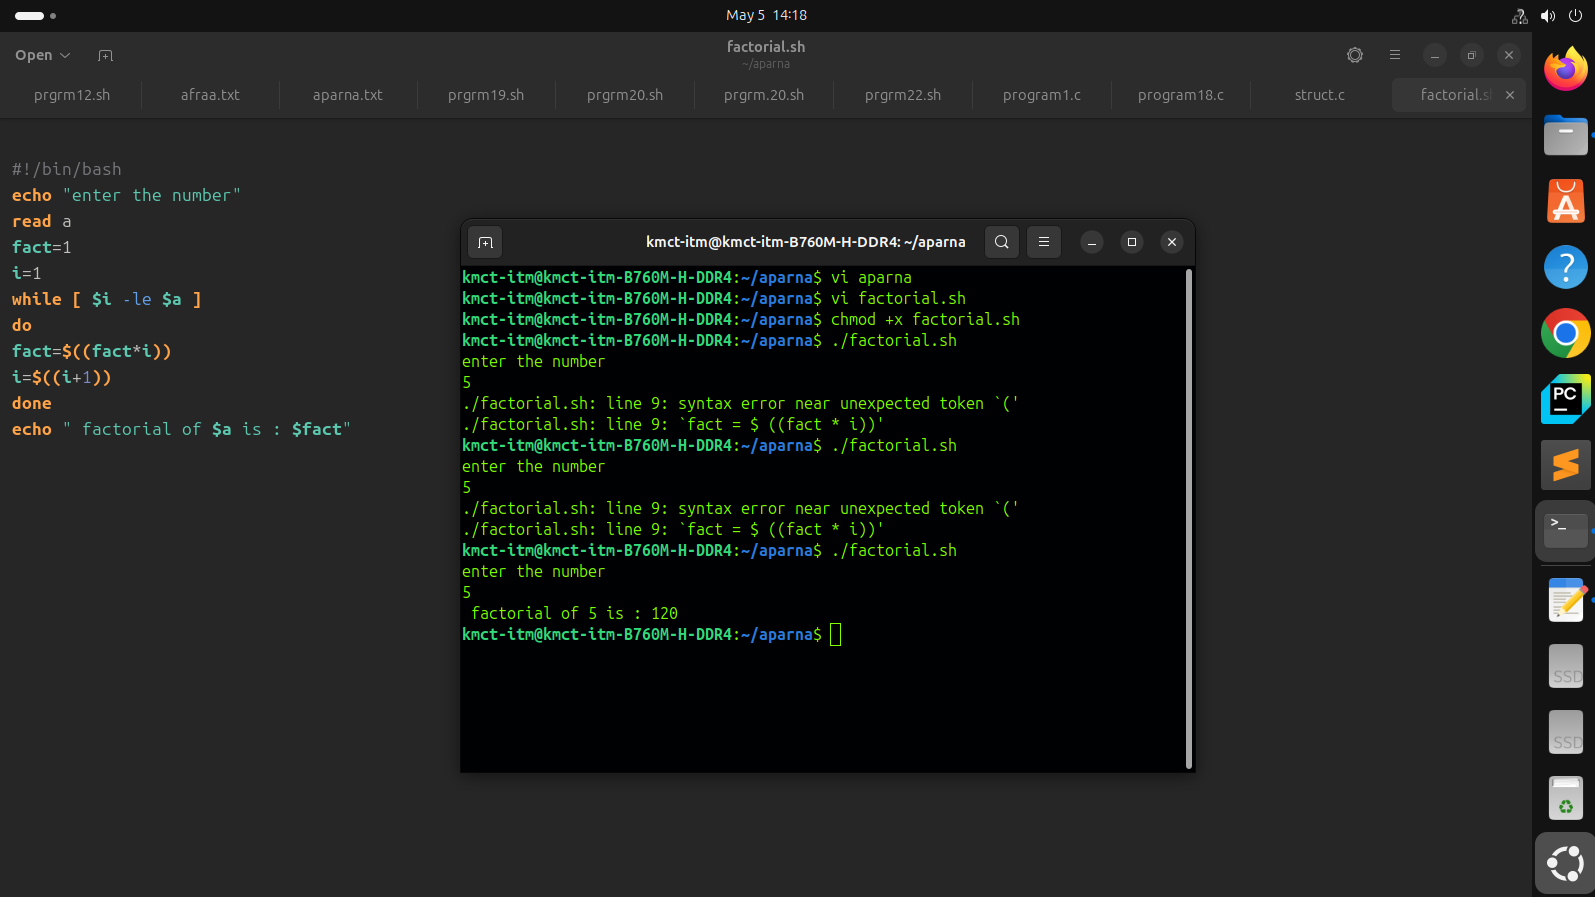 May 5 14:18
Open
factorial.sh
~/aparna
prgrm12.sh afraa.txt aparna.txt prgrm19.sh prgrm20.sh prgrm.20.sh prgrm22.sh program1.c program18.c struct.c factorial.sh
#!/bin/bash
echo "enter the number"
read a
fact=1
i=1
while [ $i -le $a ]
do
fact=$((fact*i))
i=$((i+1))
done
echo " factorial of $a is : $fact"
kmct-itm@kmct-itm-B760M-H-DDR4: ~/aparna
kmct-itm@kmct-itm-B760M-H-DDR4:~/aparna$ vi aparna
kmct-itm@kmct-itm-B760M-H-DDR4:~/aparna$ vi factorial.sh
kmct-itm@kmct-itm-B760M-H-DDR4:~/aparna$ chmod +x factorial.sh
kmct-itm@kmct-itm-B760M-H-DDR4:~/aparna$ ./factorial.sh
enter the number
5
./factorial.sh: line 9: syntax error near unexpected token `('
./factorial.sh: line 9: `fact = $ ((fact * i))'
kmct-itm@kmct-itm-B760M-H-DDR4:~/aparna$ ./factorial.sh
enter the number
5
./factorial.sh: line 9: syntax error near unexpected token `('
./factorial.sh: line 9: `fact = $ ((fact * i))'
kmct-itm@kmct-itm-B760M-H-DDR4:~/aparna$ ./factorial.sh
enter the number
5
 factorial of 5 is : 120
kmct-itm@kmct-itm-B760M-H-DDR4:~/aparna$
PC
SSD
SSD